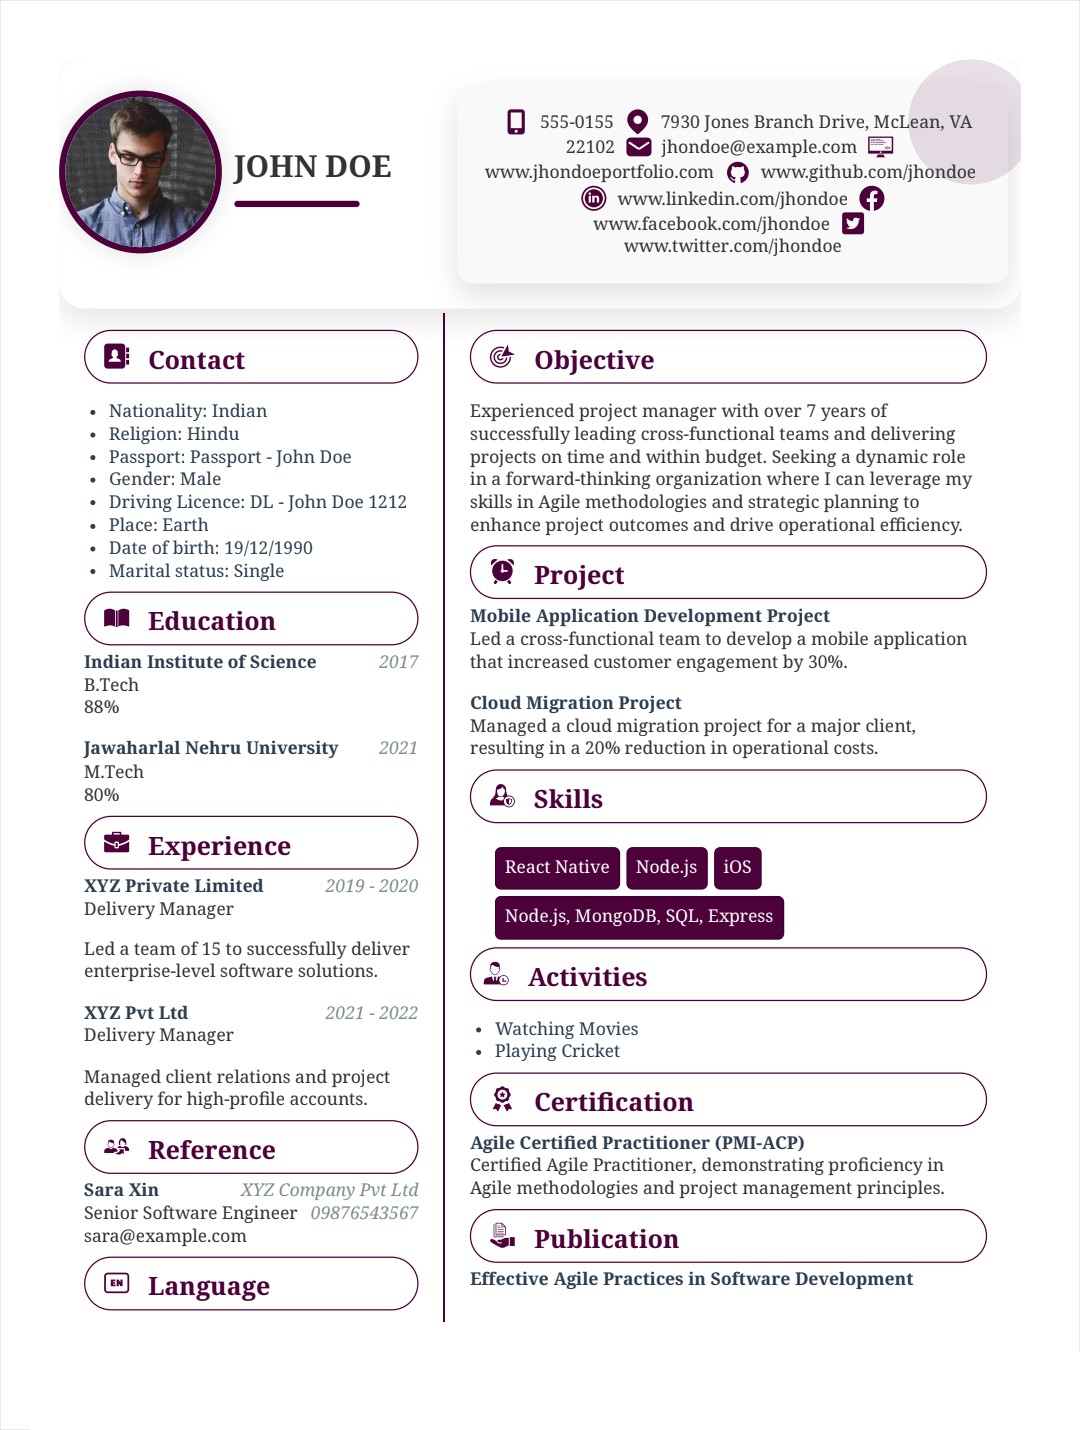 JOHN DOE
555-0155 7930 Jones Branch Drive, McLean, VA
22102 jhondoe@example.com
www.jhondoeportfolio.com www.github.com/jhondoe
www.linkedin.com/jhondoe
www.facebook.com/jhondoe
www.twitter.com/jhondoe
Contact
• Nationality: Indian
• Religion: Hindu
• Passport: Passport - John Doe
• Gender: Male
• Driving Licence: DL - John Doe 1212
• Place: Earth
• Date of birth: 19/12/1990
• Marital status: Single
Education
Indian Institute of Science 2017
B.Tech
88%
Jawaharlal Nehru University 2021
M.Tech
80%
Experience
XYZ Private Limited 2019 - 2020
Delivery Manager
Led a team of 15 to successfully deliver
enterprise-level software solutions.
XYZ Pvt Ltd 2021 - 2022
Delivery Manager
Managed client relations and project
delivery for high-profile accounts.
Reference
Sara Xin XYZ Company Pvt Ltd
Senior Software Engineer 09876543567
sara@example.com
EN Language
Objective
Experienced project manager with over 7 years of
successfully leading cross-functional teams and delivering
projects on time and within budget. Seeking a dynamic role
in a forward-thinking organization where I can leverage my
skills in Agile methodologies and strategic planning to
enhance project outcomes and drive operational efficiency.
Project
Mobile Application Development Project
Led a cross-functional team to develop a mobile application
that increased customer engagement by 30%.
Cloud Migration Project
Managed a cloud migration project for a major client,
resulting in a 20% reduction in operational costs.
Skills
React Native Node.js iOS
Node.js, MongoDB, SQL, Express
Activities
• Watching Movies
• Playing Cricket
Certification
Agile Certified Practitioner (PMI-ACP)
Certified Agile Practitioner, demonstrating proficiency in
Agile methodologies and project management principles.
Publication
Effective Agile Practices in Software Development